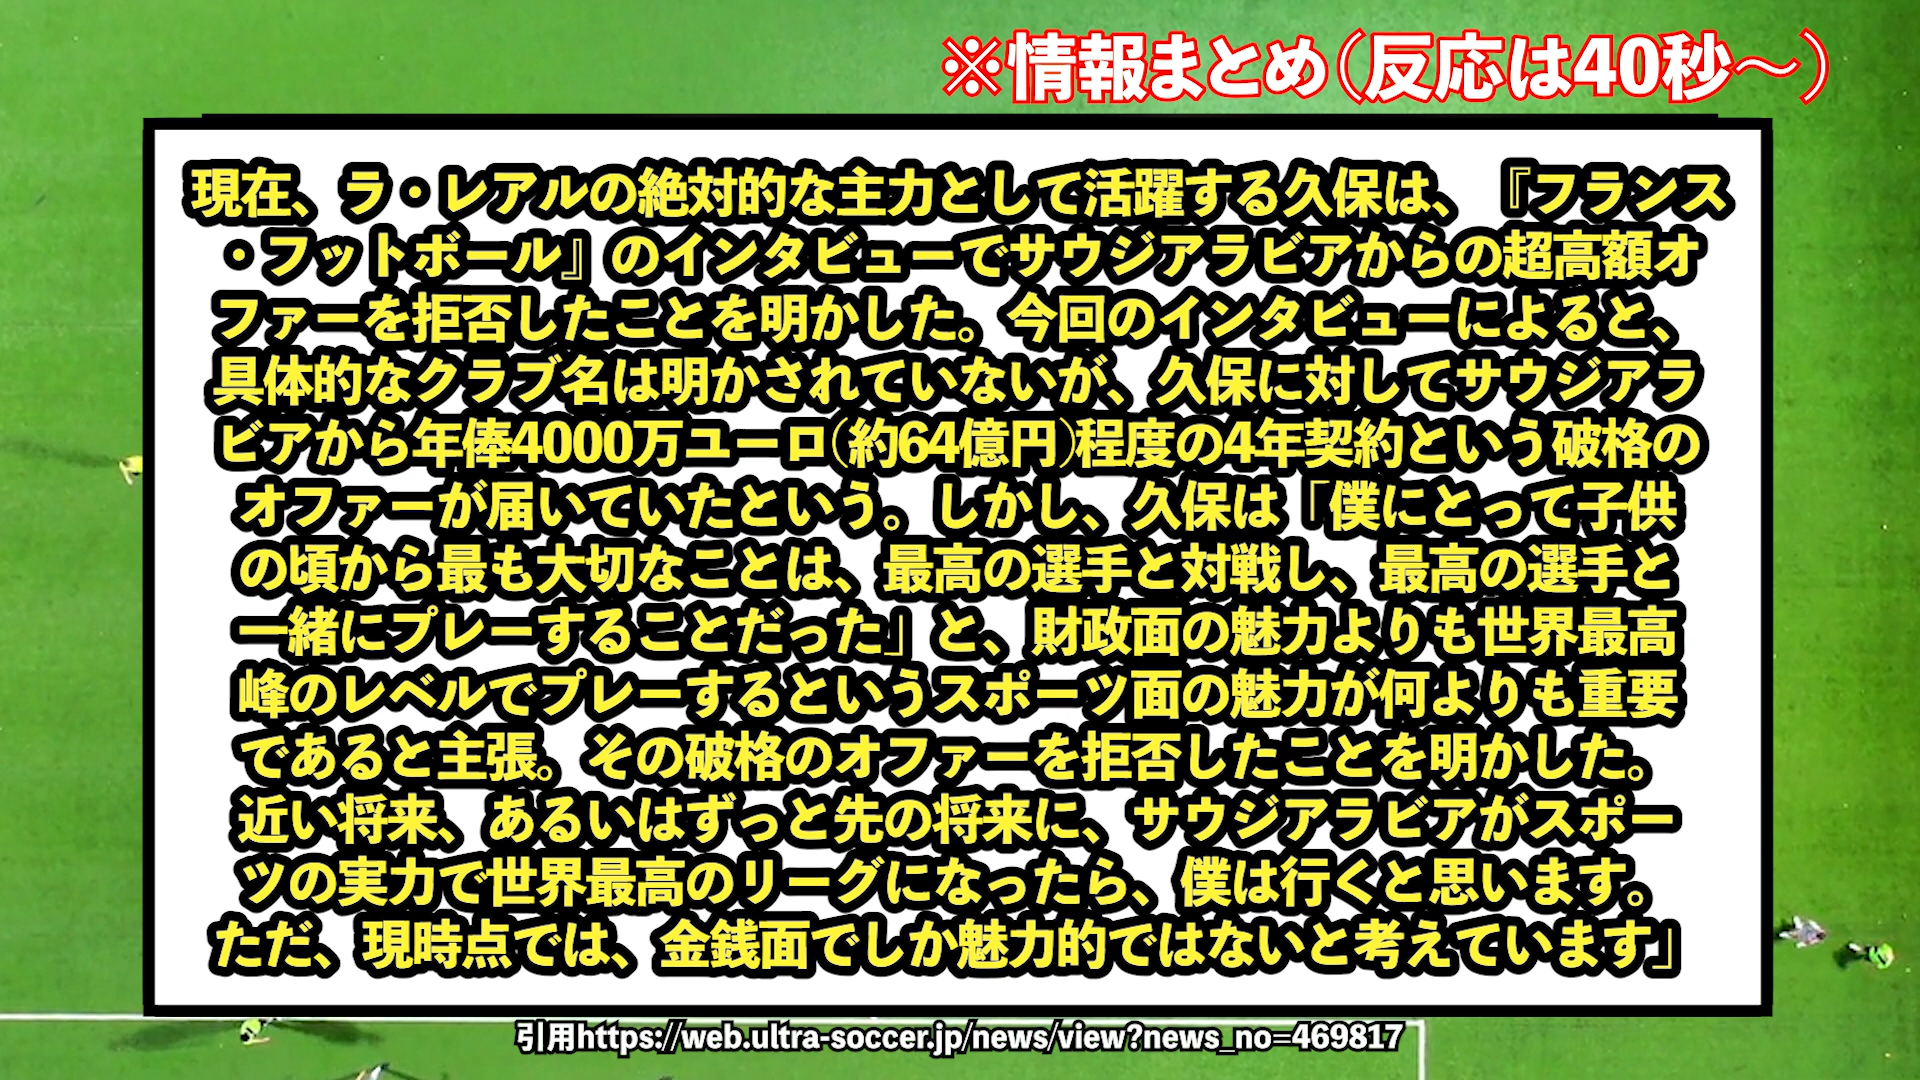 ※情報まとめ（反応は40秒～）
現在、ラ・レアルの絶対的な主力として活躍する久保は、『フランス
・フットボール』のインタビューでサウジアラビアからの超高額オ
ファーを拒否したことを明かした。今回のインタビューによると、
具体的なクラブ名は明かされていないが、久保に対してサウジアラ
ビアから年俸4000万ユーロ(約64億円)程度の4年契約という破格の
オファーが届いていたという。しかし、久保は「僕にとって子供
の頃から最も大切なことは、最高の選手と対戦し、最高の選手と
一緒にプレーすることだった」と、財政面の魅力よりも世界最高
峰のレベルでプレーするというスポーツ面の魅力が何よりも重要
であると主張。その破格のオファーを拒否したことを明かした。
近い将来、あるいはずっと先の将来に、サウジアラビアがスポー
ツの実力で世界最高のリーグになったら、僕は行くと思います。
ただ、現時点では、金銭面でしか魅力的ではないと考えています」
引用https://web.ultra-soccer.jp/news/view?news_no=469817